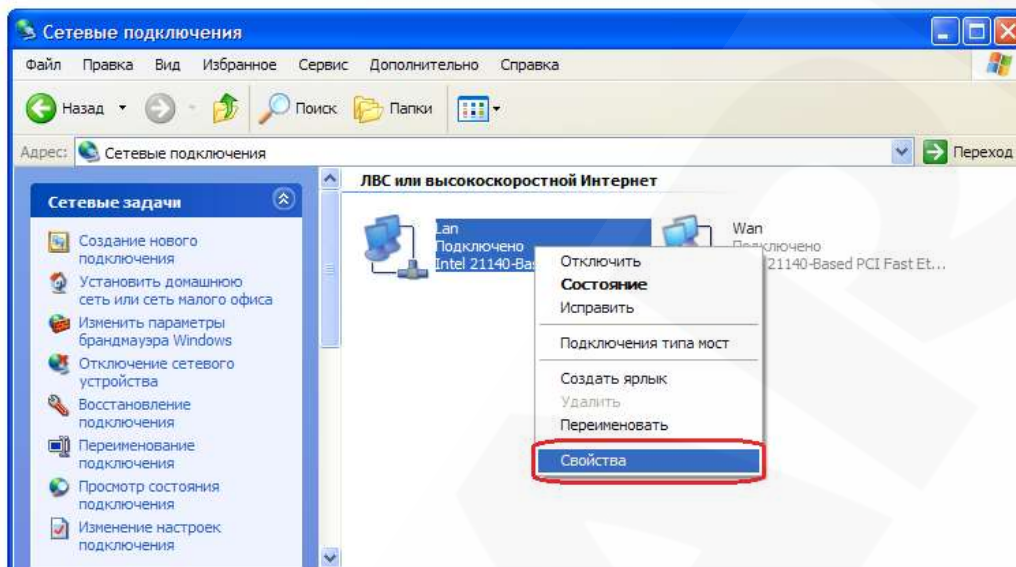 Сетевые подключения
Файл Правка Вид Избранное Сервис Дополнительно Справка
Назад Поиск Папки
Адрес: Сетевые подключения Переход
Сетевые задачи
Создание нового
подключения
Установить домашнюю
сеть или сеть малого офиса
Изменить параметры
брандмауэра Windows
Отключение сетевого
устройства
Восстановление
подключения
Переименование
подключения
Просмотр состояния
подключения
Изменение настроек
подключения
ЛВС или высокоскоростной Интернет
Lan
Подключено
Intel 21140-Bas
Wan
Подключено
21140-Based PCI Fast Et...
Отключить
Состояние
Исправить
Подключения типа мост
Создать ярлык
Удалить
Переименовать
Свойства